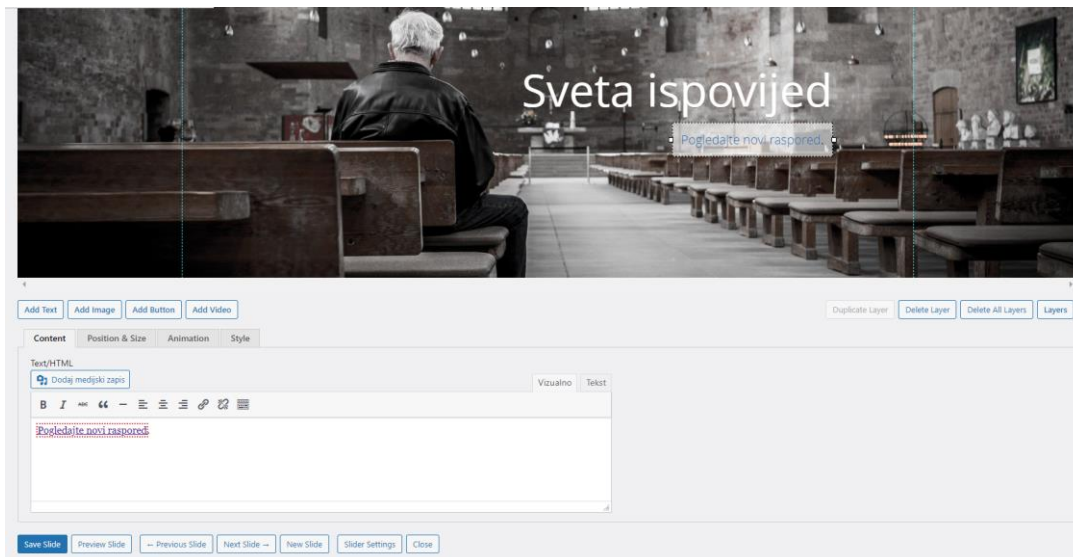 Sveta ispovijed
Pogledajte novi raspored.
Add Text Add Image Add Button Add Video
Duplicate Layer Delete Layer Delete All Layers Layers
Content Position & Size Animation Style
Text/HTML
Dodaj medijski zapis
Vizualno Tekst
B I ABC
Pogledajte novi raspored.
Save Slide Preview Slide ← Previous Slide Next Slide → New Slide Slider Settings Close